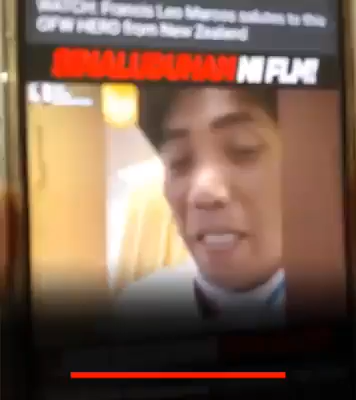 WATCH: Francis Leo Marcos salutes to this
OFW HERO from New Zealand
SINALUDUHAN NI FLM!